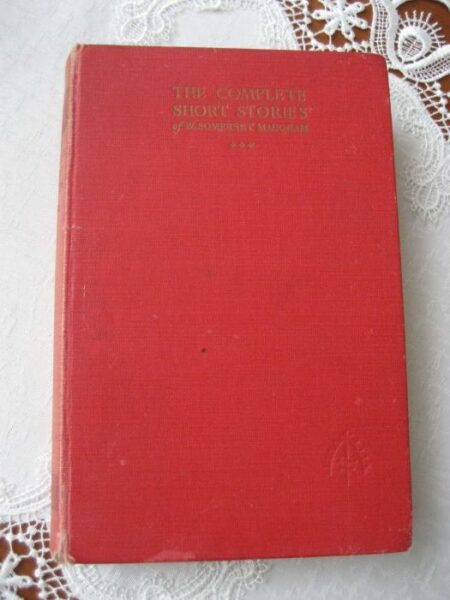 THE COMPLETE
SHORT STORIES
of W. SOMERSET MAUGHAM
***